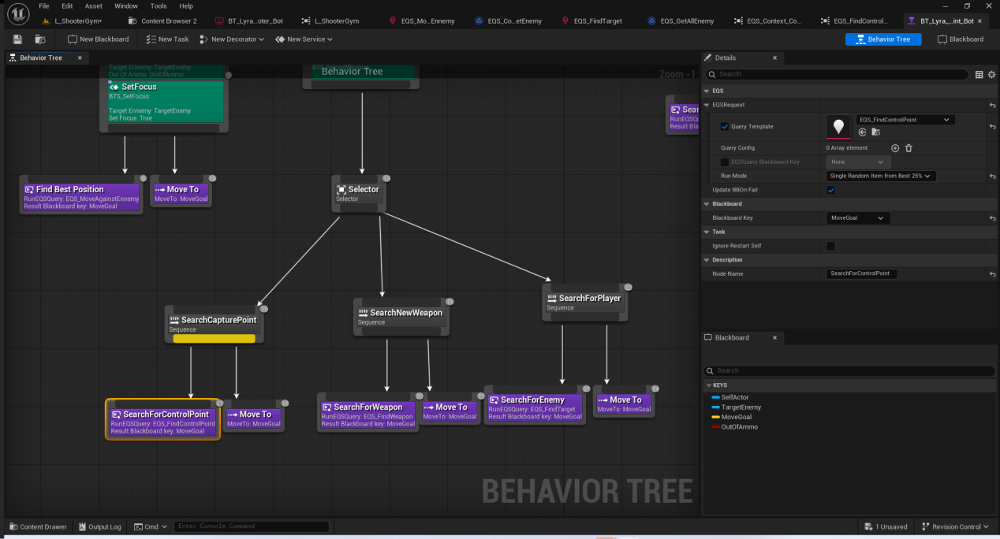 File Edit Asset Window Tools Help
L_ShooterGym*
Content Browser 2
BT_Lyra_oter_Bot
L_ShooterGym
EQS_Mo...Ennemy
EQS_Co...etEnemy
EQS_FindTarget
EQS_GetAllEnemy
EQS_Context_Co...
EQS_FindControl...
BT_Lyra_...int_Bot
New Blackboard
New Task
New Decorator
New Service
Behavior Tree
Blackboard
Behavior Tree
Target Ennemy: TargetEnemy
Out Of Ammo: OutOfAmmo
SetFocus
BTS_SetFocus:
Target Ennemy: TargetEnemy
Set Focus: True
BTS_ReloadWeapon
Behavior Tree
Zoom -1
Sear
RunEQSQu
Result Bla
Find Best Position
RunEQSQuery: EQS_MoveAgainstEnnemy
Result Blackboard key: MoveGoal
Move To
MoveTo: MoveGoal
Selector
Selector
SearchCapturePoint
Sequence
SearchNewWeapon
Sequence
SearchForPlayer
Sequence
SearchForControlPoint
RunEQSQuery: EQS_FindControlPoint
Result Blackboard key: MoveGoal
Move To
MoveTo: MoveGoal
SearchForWeapon
RunEQSQuery: EQS_FindWeapon
Result Blackboard key: MoveGoal
Move To
MoveTo: MoveGoal
SearchForEnemy
RunEQSQuery: EQS_FindTarget
Result Blackboard key: MoveGoal
Move To
MoveTo: MoveGoal
BEHAVIOR TREE
Details
Search
EQS
EQSRequest
Query Template
EQS_FindControlPoint
Query Config
0 Array element
EQSQuery Blackboard Key
None
Run Mode
Single Random Item from Best 25%
Update BBOn Fail
Blackboard
Blackboard Key
MoveGoal
Task
Ignore Restart Self
Description
Node Name
SearchForControlPoint
Blackboard
Search
KEYS
SelfActor
TargetEnemy
MoveGoal
OutOfAmmo
Content Drawer
Output Log
Cmd
Enter Console Command
1 Unsaved
Revision Control